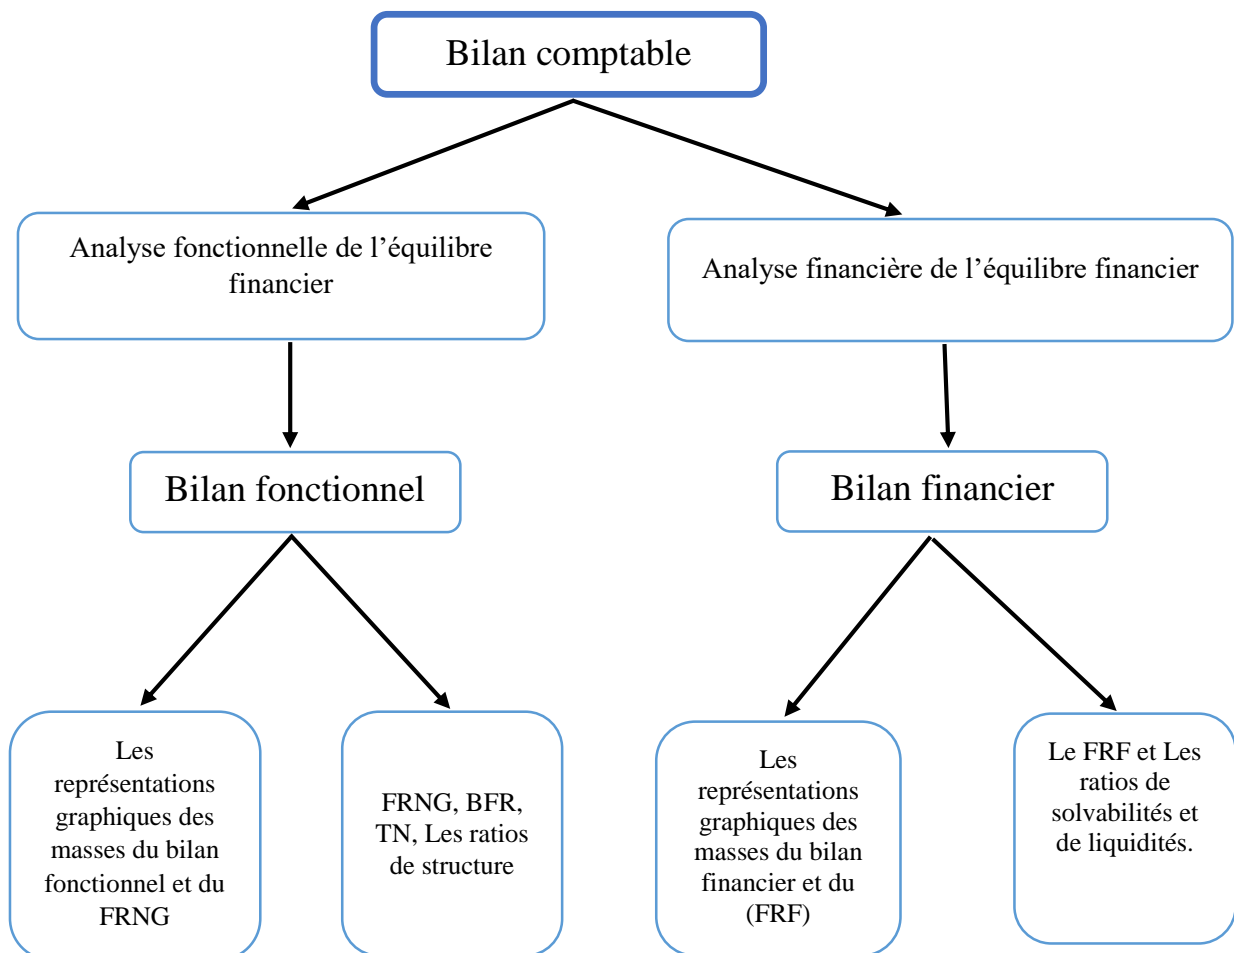 Bilan comptable
Analyse fonctionnelle de l’équilibre
financier
Analyse financière de l’équilibre financier
Bilan fonctionnel
Bilan financier
Les
représentations
graphiques des
masses du bilan
fonctionnel et du
FRNG
FRNG, BFR,
TN, Les ratios
de structure
Les
représentations
graphiques des
masses du bilan
financier et du
(FRF)
Le FRF et Les
ratios de
solvabilités et
de liquidités.